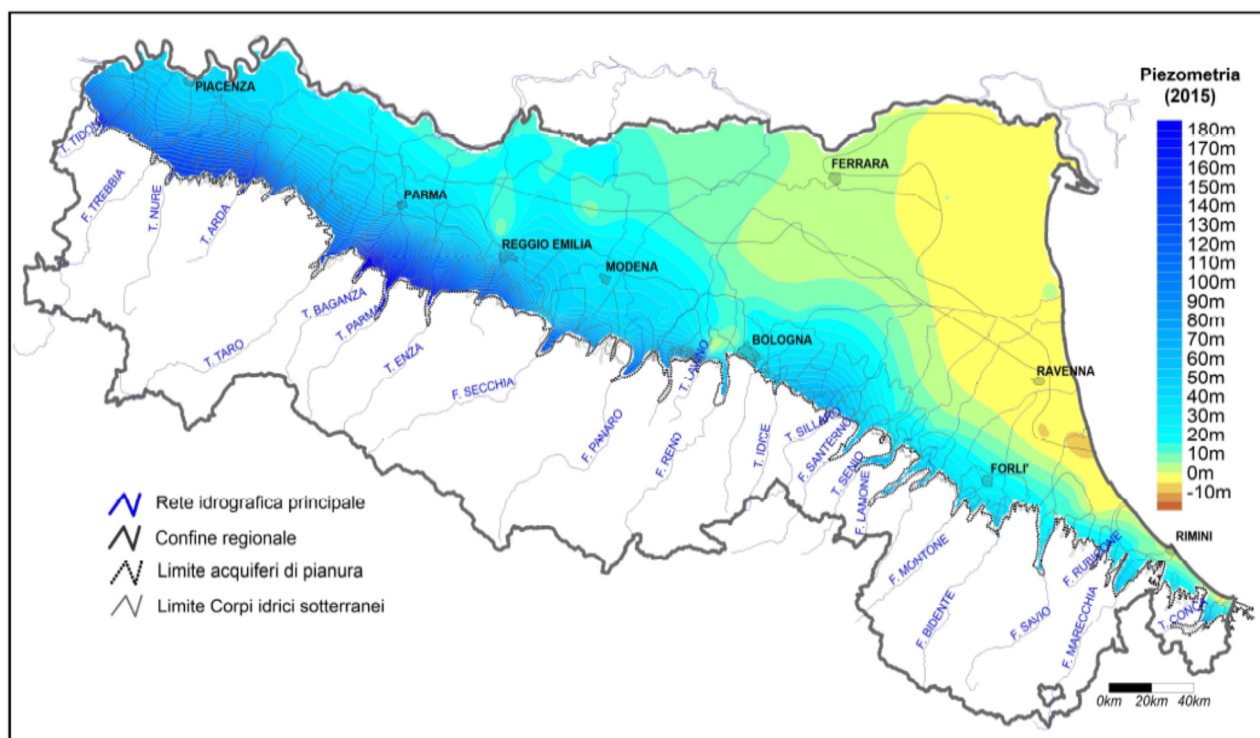 Piezometria
(2015)
180m
170m
160m
150m
140m
130m
120m
110m
100m
90m
80m
70m
60m
50m
40m
30m
20m
10m
0m
-10m
PIACENZA
PARMA
REGGIO EMILIA
MODENA
BOLOGNA
FERRARA
RAVENNA
FORLI'
RIMINI
T. TIDONE
F. TREBBIA
T. NURE
T. ARDA
T. TARO
T. BAGANZA
T. PARMA
T. ENZA
F. SECCHIA
F. PANARO
F. RENO
T. LAVINO
T. IDICE
T. SILLARO
F. SANTERNO
T. SENIO
F. LAMONE
F. MONTONE
F. BIDENTE
F. SAVIO
F. RUBICONE
F. MARECCHIA
T. CONCA
Rete idrografica principale
Confine regionale
Limite acquiferi di pianura
Limite Corpi idrici sotterranei
0km 20km 40km